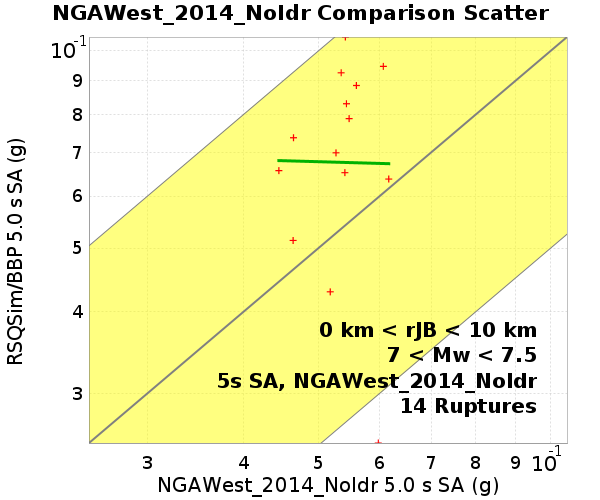 NGAWest_2014_NoIdr Comparison Scatter
RSQSim/BBP 5.0 s SA (g)
10-1
9
8
7
6
5
4
3
0 km < rJB < 10 km
7 < Mw < 7.5
5s SA, NGAWest_2014_NoIdr
14 Ruptures
3 4 5 6 7 8 9 10-1
NGAWest_2014_NoIdr 5.0 s SA (g)